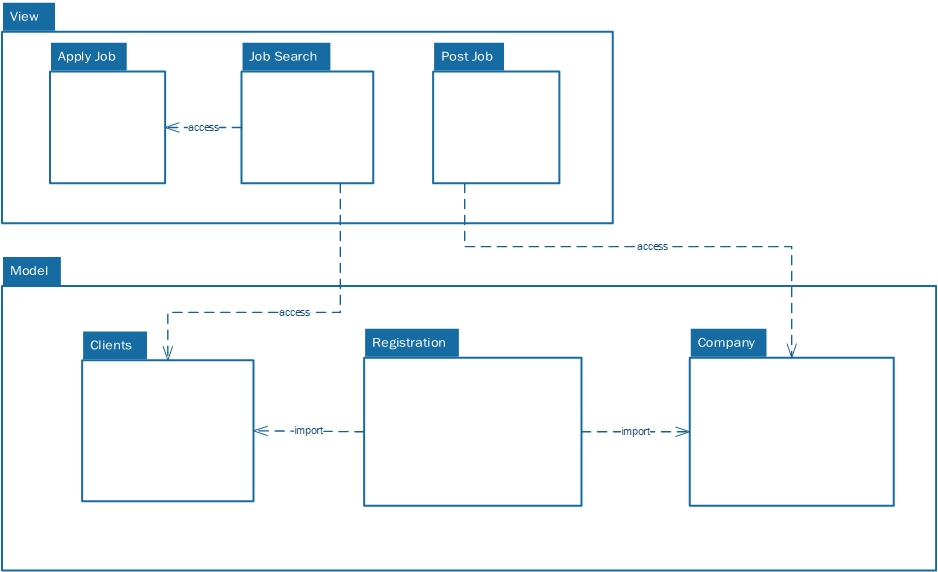 View
Apply Job
Job Search
Post Job
access
access
Model
access
Clients
Registration
Company
import
import